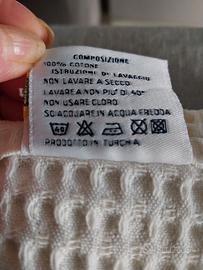 COMPOSIZIONE
100% COTONE
ISTRUZIONE DI LAVAGGIO
NON LAVARE A SECCO
LAVARE A NON PIU' DI 40°
NON USARE CLORO
SCIACQUARE IN ACQUA FREDDA
40
PRODOTTO IN TURCHIA